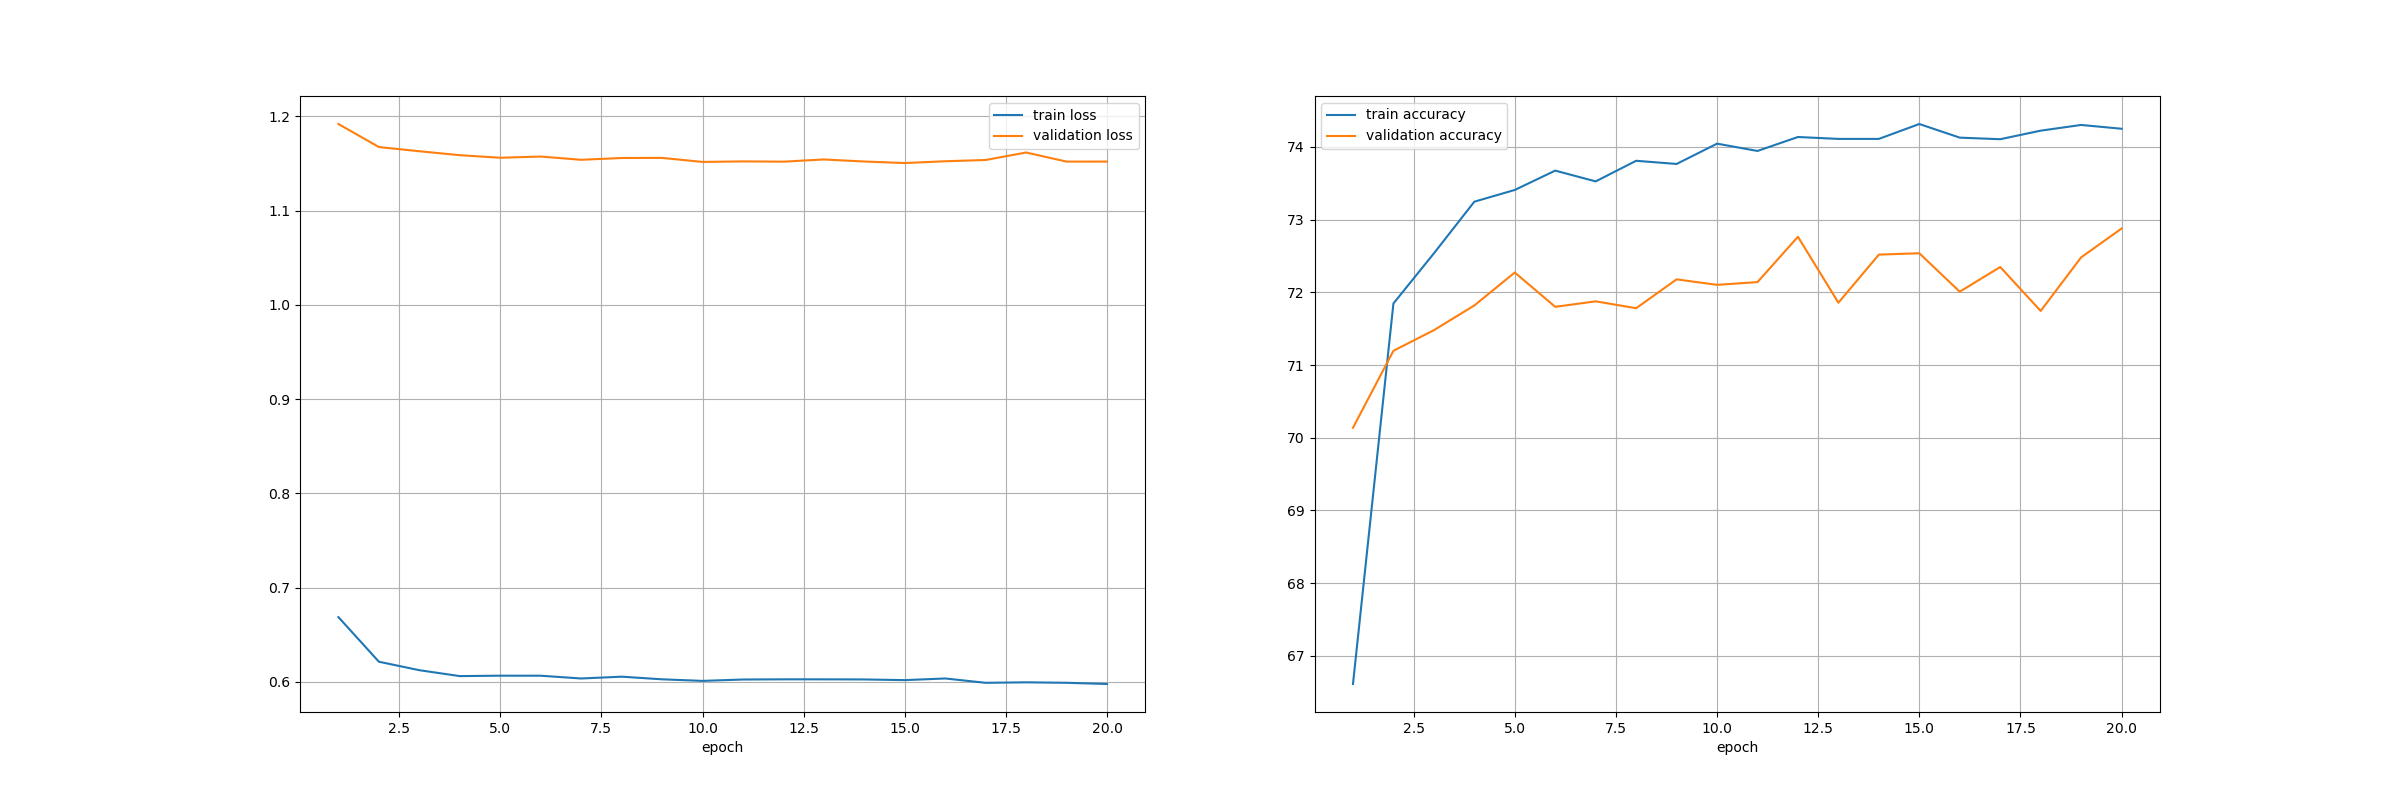 train loss
validation loss
1.2
1.1
1.0
0.9
0.8
0.7
0.6
2.5 5.0 7.5 10.0 12.5 15.0 17.5 20.0
epoch
train accuracy
validation accuracy
74
73
72
71
70
69
68
67
2.5 5.0 7.5 10.0 12.5 15.0 17.5 20.0
epoch